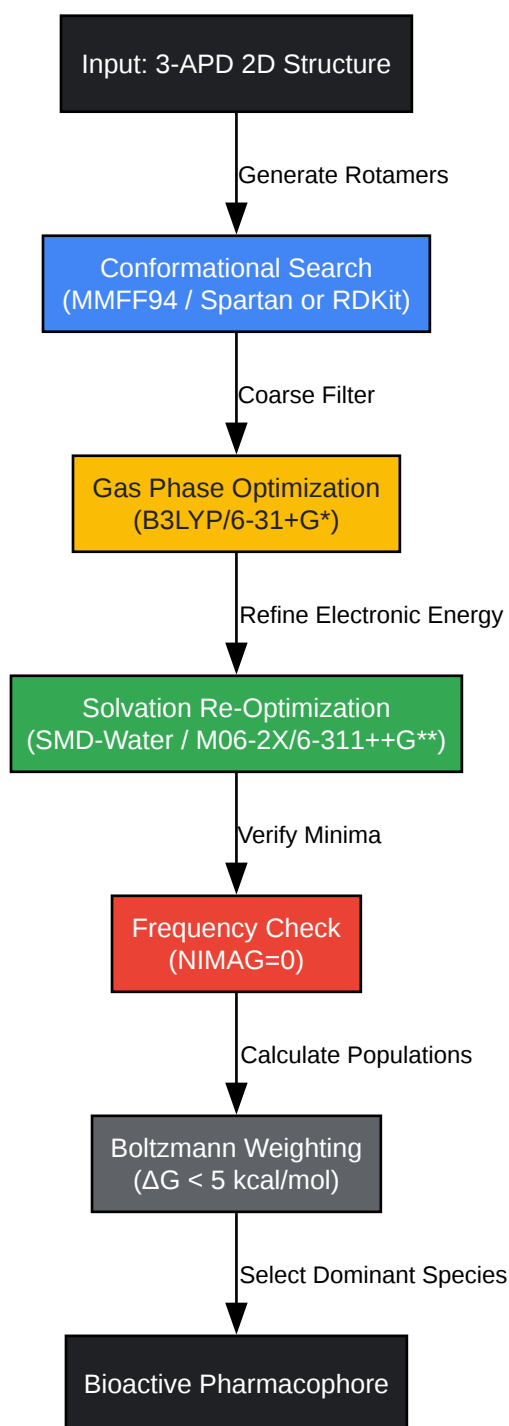 Input: 3-APD 2D Structure
Generate Rotamers
Conformational Search
(MMFF94 / Spartan or RDKit)
Coarse Filter
Gas Phase Optimization
(B3LYP/6-31+G*)
Refine Electronic Energy
Solvation Re-Optimization
(SMD-Water / M06-2X/6-311++G**)
Verify Minima
Frequency Check
(NIMAG=0)
Calculate Populations
Boltzmann Weighting
(ΔG < 5 kcal/mol)
Select Dominant Species
Bioactive Pharmacophore